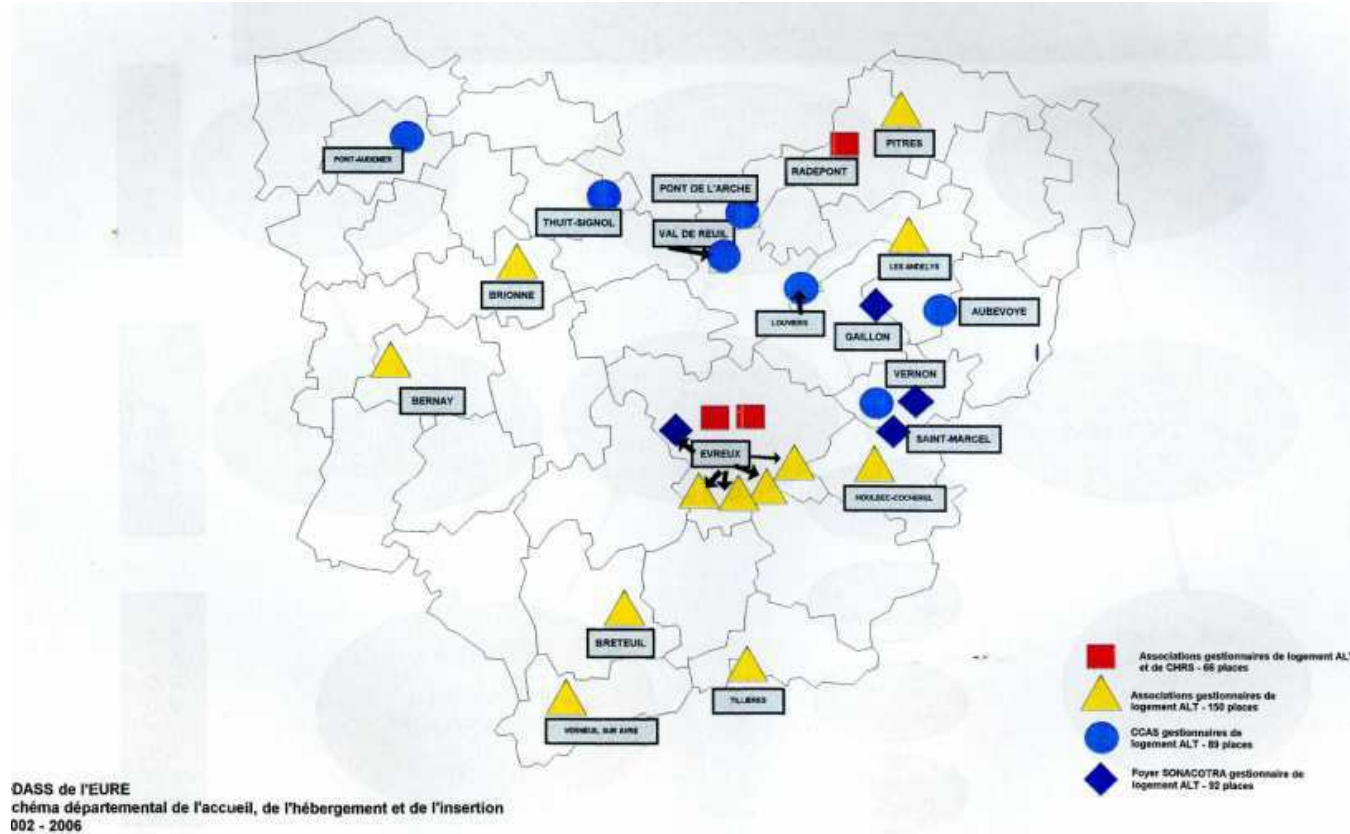 PONT-AUDEMER
PITRES
RADEPONT
PONT DE L'ARCHE
THUIT-SIGNOL
VAL DE REUIL
LES ANDELYS
BRIONNE
AUBEVOYE
LOUVIERS
GAILLON
VERNON
BERNAY
SAINT-MARCEL
EVREUX
HOULBEC-COCHEREL
BRETEUIL
TILLIERES
VERNEUIL SUR AVRE
Associations gestionnaires de logement ALT
et de CHRS - 66 places
Associations gestionnaires de
logement ALT - 150 places
CCAS gestionnaires de
logement ALT - 89 places
Foyer SONACOTRA gestionnaire de
logement ALT - 92 places
DASS de l'EURE
chéma départemental de l'accueil, de l'hébergement et de l'insertion
002 - 2006